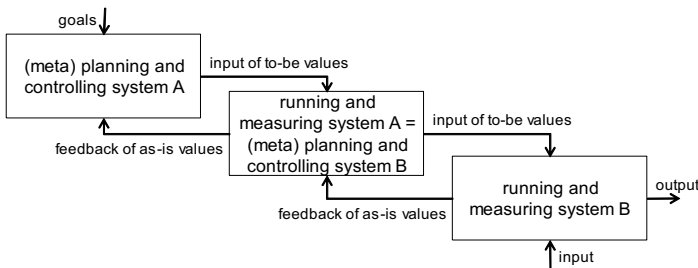 goals
(meta) planning and
controlling system A
input of to-be values
running and
measuring system A =
(meta) planning and
controlling system B
feedback of as-is values
input of to-be values
running and
measuring system B
output
feedback of as-is values
input